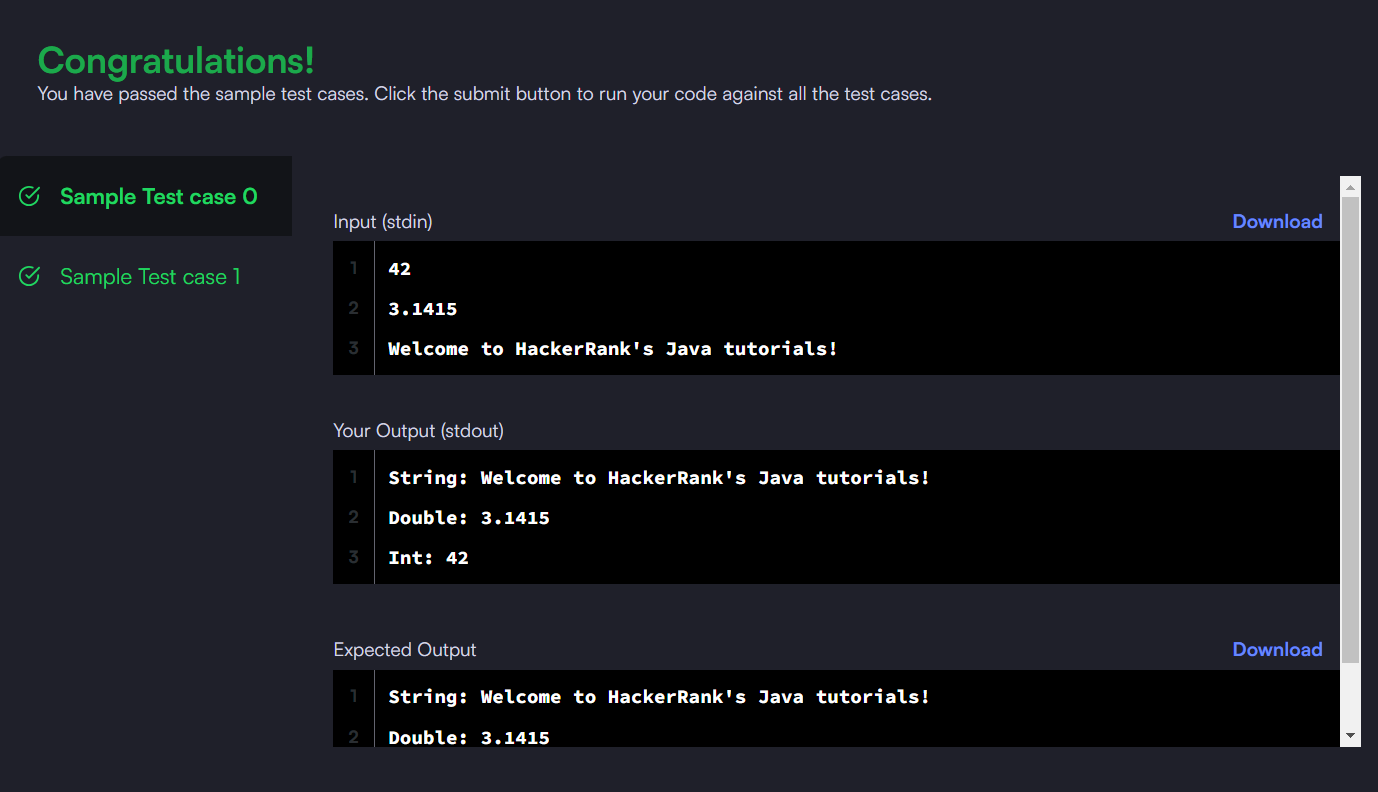 Congratulations!
You have passed the sample test cases. Click the submit button to run your code against all the test cases.
Sample Test case 0
Sample Test case 1
Input (stdin)
Download
1 42
2 3.1415
3 Welcome to HackerRank's Java tutorials!
Your Output (stdout)
1 String: Welcome to HackerRank's Java tutorials!
2 Double: 3.1415
3 Int: 42
Expected Output
Download
1 String: Welcome to HackerRank's Java tutorials!
2 Double: 3.1415